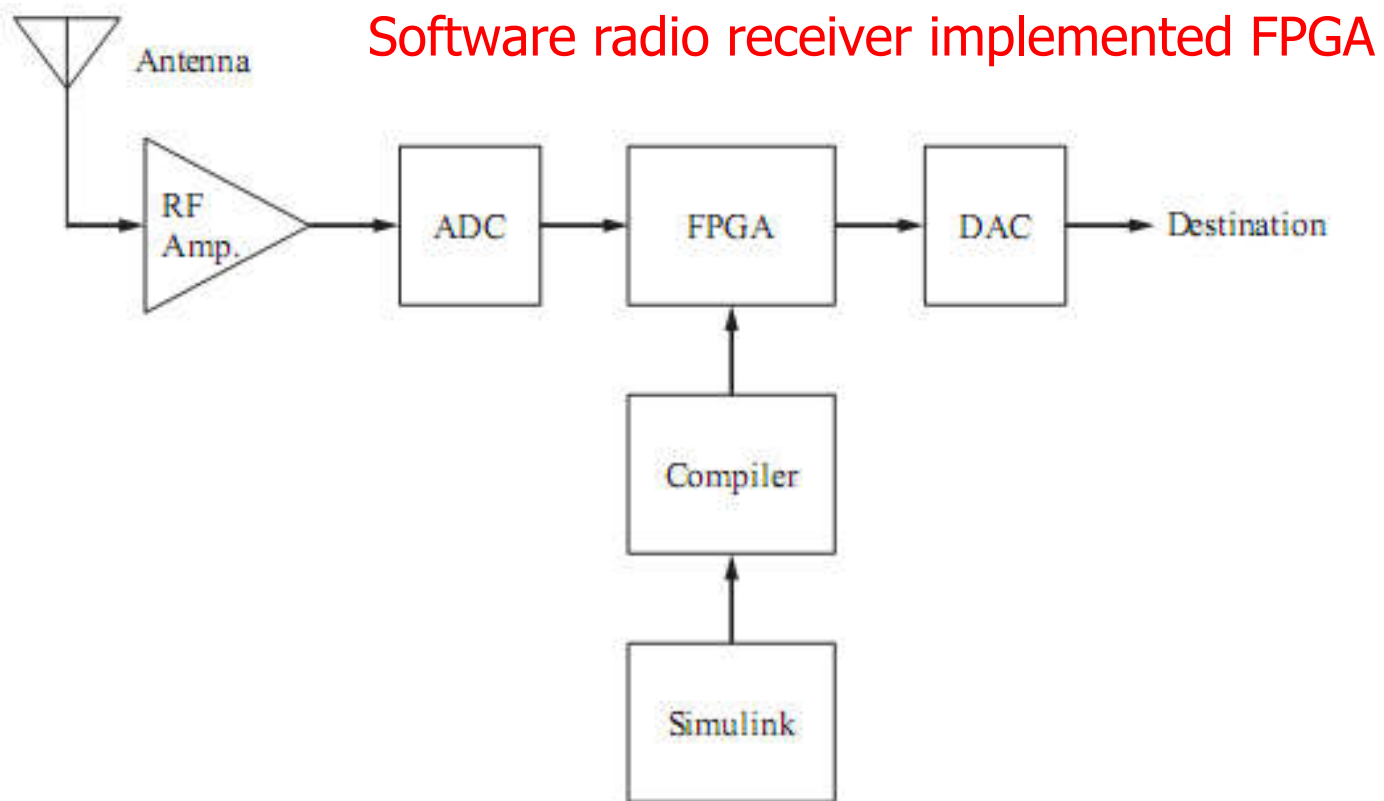 Software radio receiver implemented FPGA
Antenna
RF
Amp.
ADC
FPGA
DAC
Destination
Compiler
Simulink